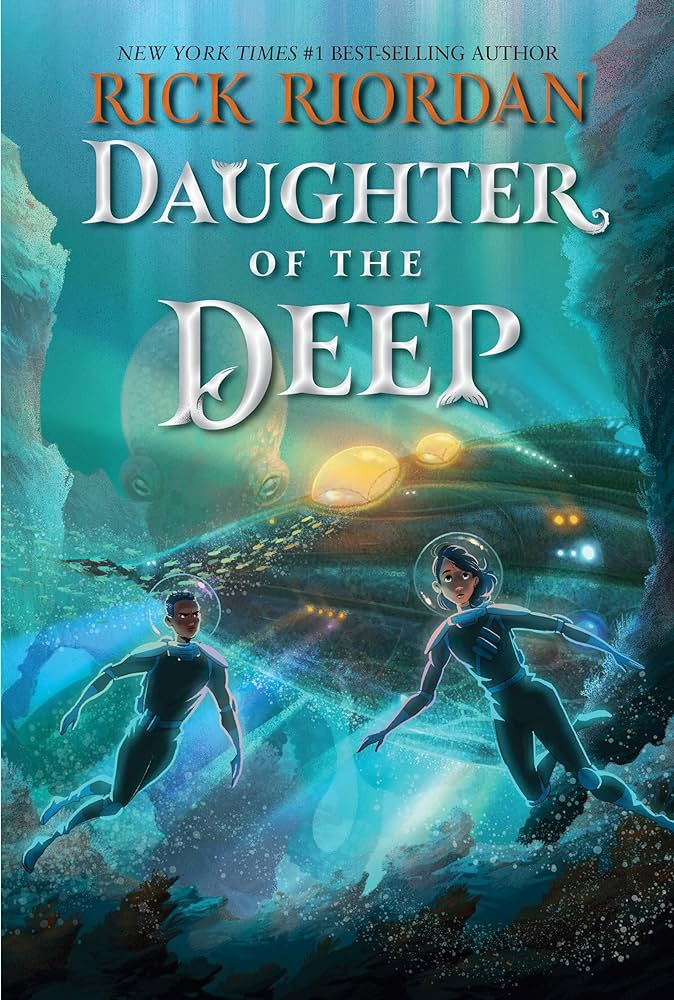 NEW YORK TIMES #1 BEST-SELLING AUTHOR
RICK RIORDAN
DAUGHTER
OF THE
DEEP